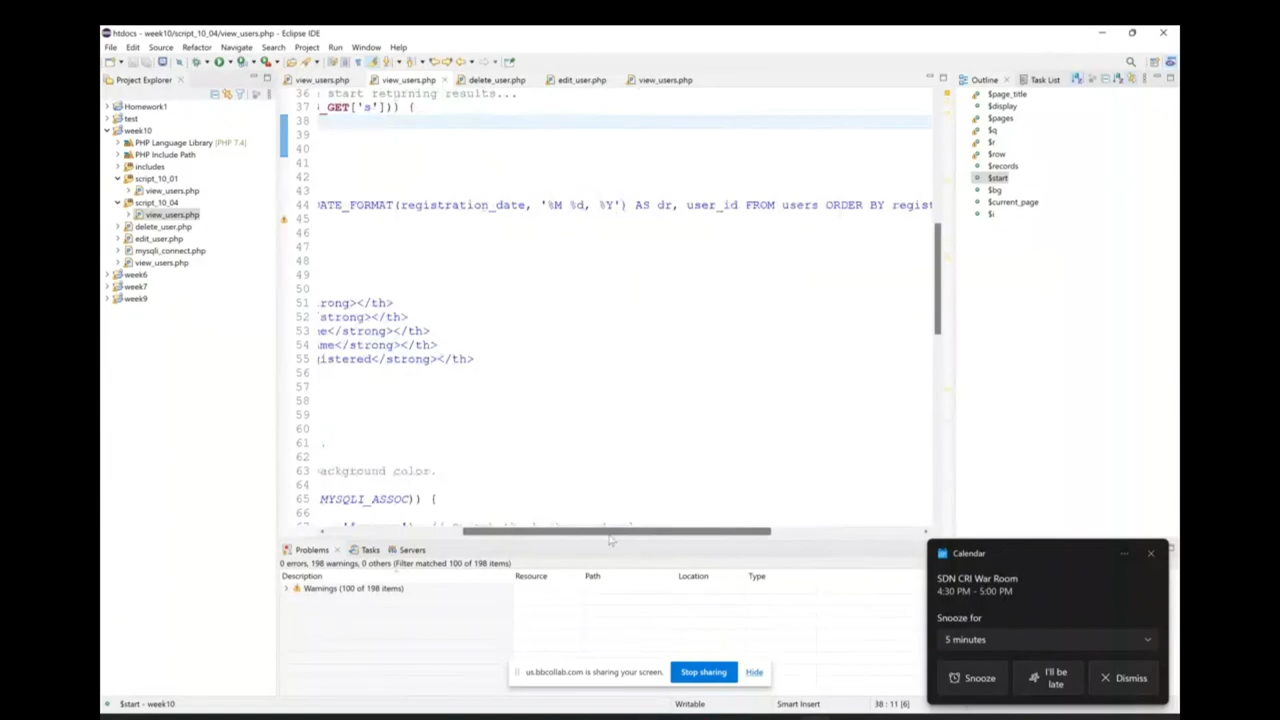 htdocs - week10/script_10_04/view_users.php - Eclipse IDE
File Edit Source Refactor Navigate Search Project Run Window Help
Project Explorer
view_users.php view_users.php delete_user.php edit_user.php view_users.php
Outline Task List
Homework1
test
week10
PHP Language Library [PHP 7.4]
PHP Include Path
includes
script_10_01
view_users.php
script_10_04
view_users.php
delete_user.php
edit_user.php
mysqli_connect.php
view_users.php
week6
week7
week9
36 start returning results...
37 _GET['s'])) {
38
39
40
41
42
43
44 DATE_FORMAT(registration_date, '%M %d, %Y') AS dr, user_id FROM users ORDER BY regist
45
46
47
48
49
50
51 rong></th>
52 strong></th>
53 me</strong></th>
54 ame</strong></th>
55 gistered</strong></th>
56
57
58
59
60
61 .
62
63 background color.
64
65 MYSQLI_ASSOC)) {
66
$page_title
$display
$pages
$q
$r
$row
$records
$start
$bg
$current_page
$i
Problems Tasks Servers
0 errors, 198 warnings, 0 others (Filter matched 100 of 198 items)
Description Resource Path Location Type
Warnings (100 of 198 items)
us.bbcollab.com is sharing your screen. Stop sharing Hide
Calendar
SDN CRI War Room
4:30 PM - 5:00 PM
Snooze for
5 minutes
Snooze I'll be late Dismiss
$start - week10 Writable Smart Insert 38 : 11 [6]